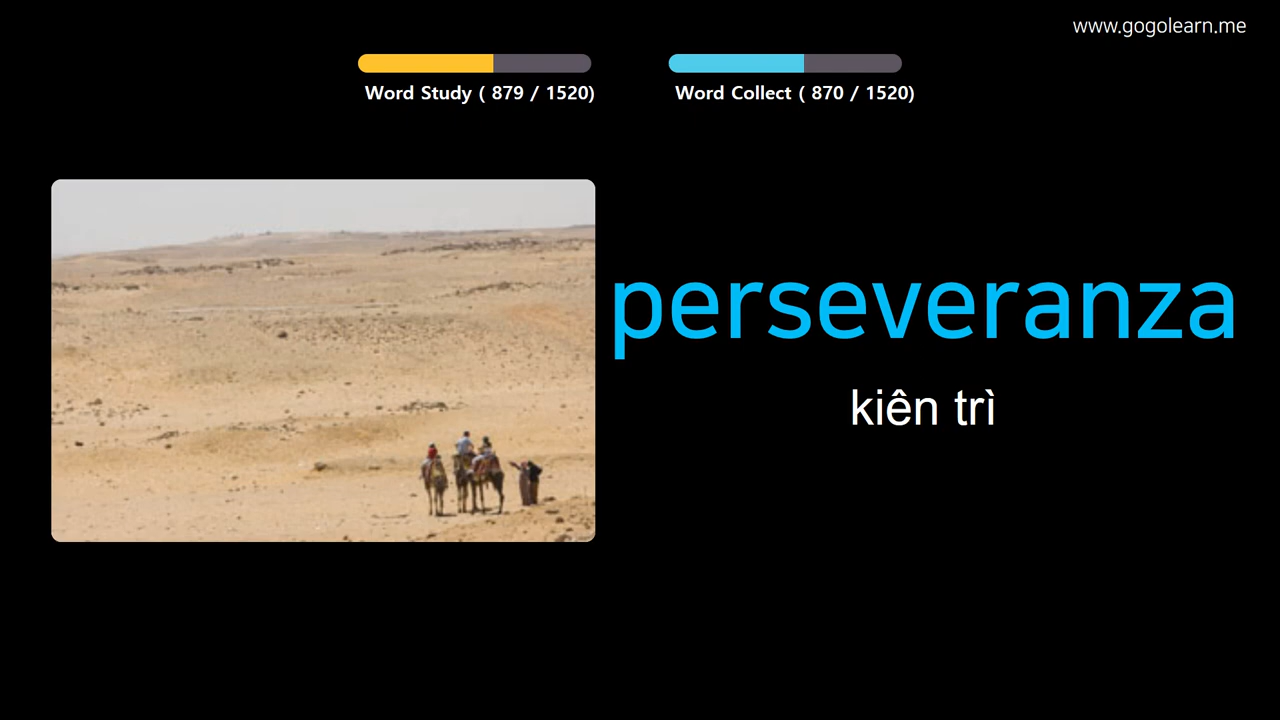 www.gogolearn.me
Word Study ( 879 / 1520)
Word Collect ( 870 / 1520)
perseveranza
kiên trì